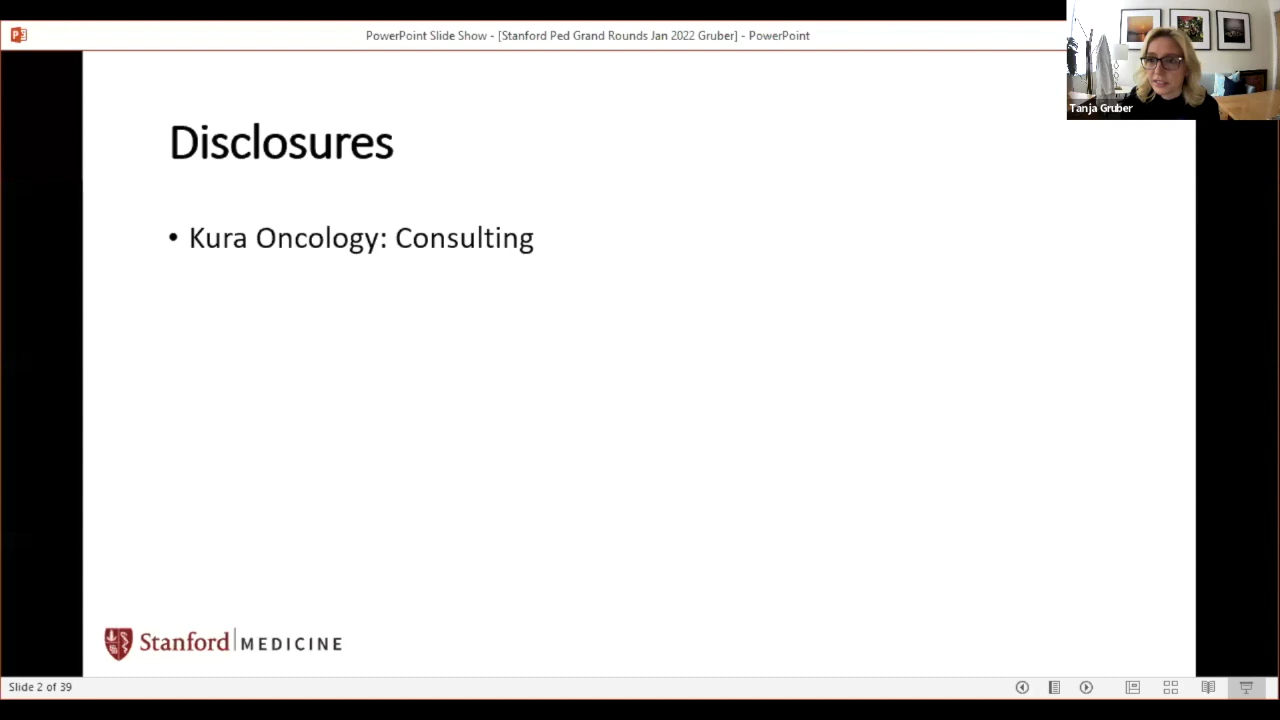 PowerPoint Slide Show - [Stanford Ped Grand Rounds Jan 2022 Gruber] - PowerPoint
Tanja Gruber
Disclosures
• Kura Oncology: Consulting
Stanford MEDICINE
Slide 2 of 39